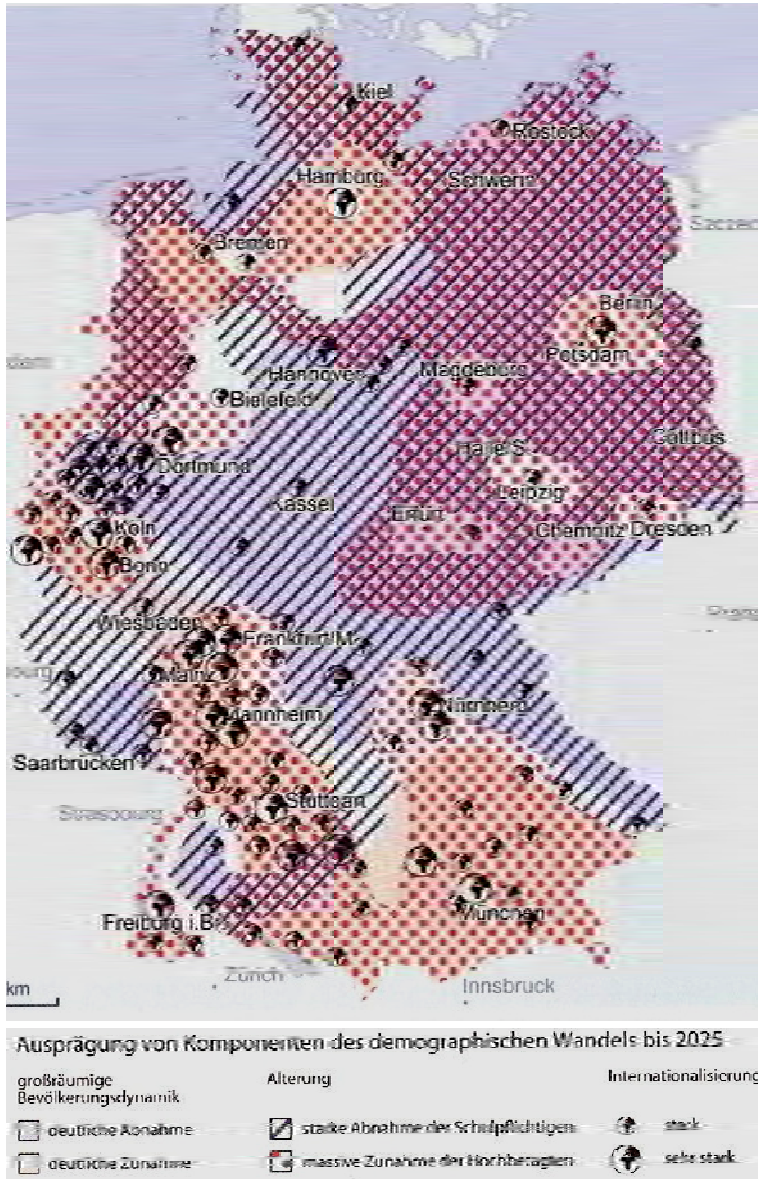 Kiel
Rostock
Hamburg
Schwerin
Bremen
Berlin
Potsdam
Hannover
Magdeburg
Bielefeld
Cottbus
Dortmund
Halle/S
Leipzig
Kassel
Erfurt
Chemnitz Dresden
Köln
Bonn
Wiesbaden
Frankfurt/M.
Mainz
Nürnberg
Mannheim
Saarbrücken
Stuttgart
Strasbourg
München
Freiburg i.Br.
Zürich
Innsbruck
km
Ausprägung von Komponenten des demographischen Wandels bis 2025
großräumige
Bevölkerungsdynamik
Alterung
Internationalisierung
deutliche Abnahme
starke Abnahme der Schulpflichtigen
stark
deutliche Zunahme
massive Zunahme der Hochbetagten
sehr stark